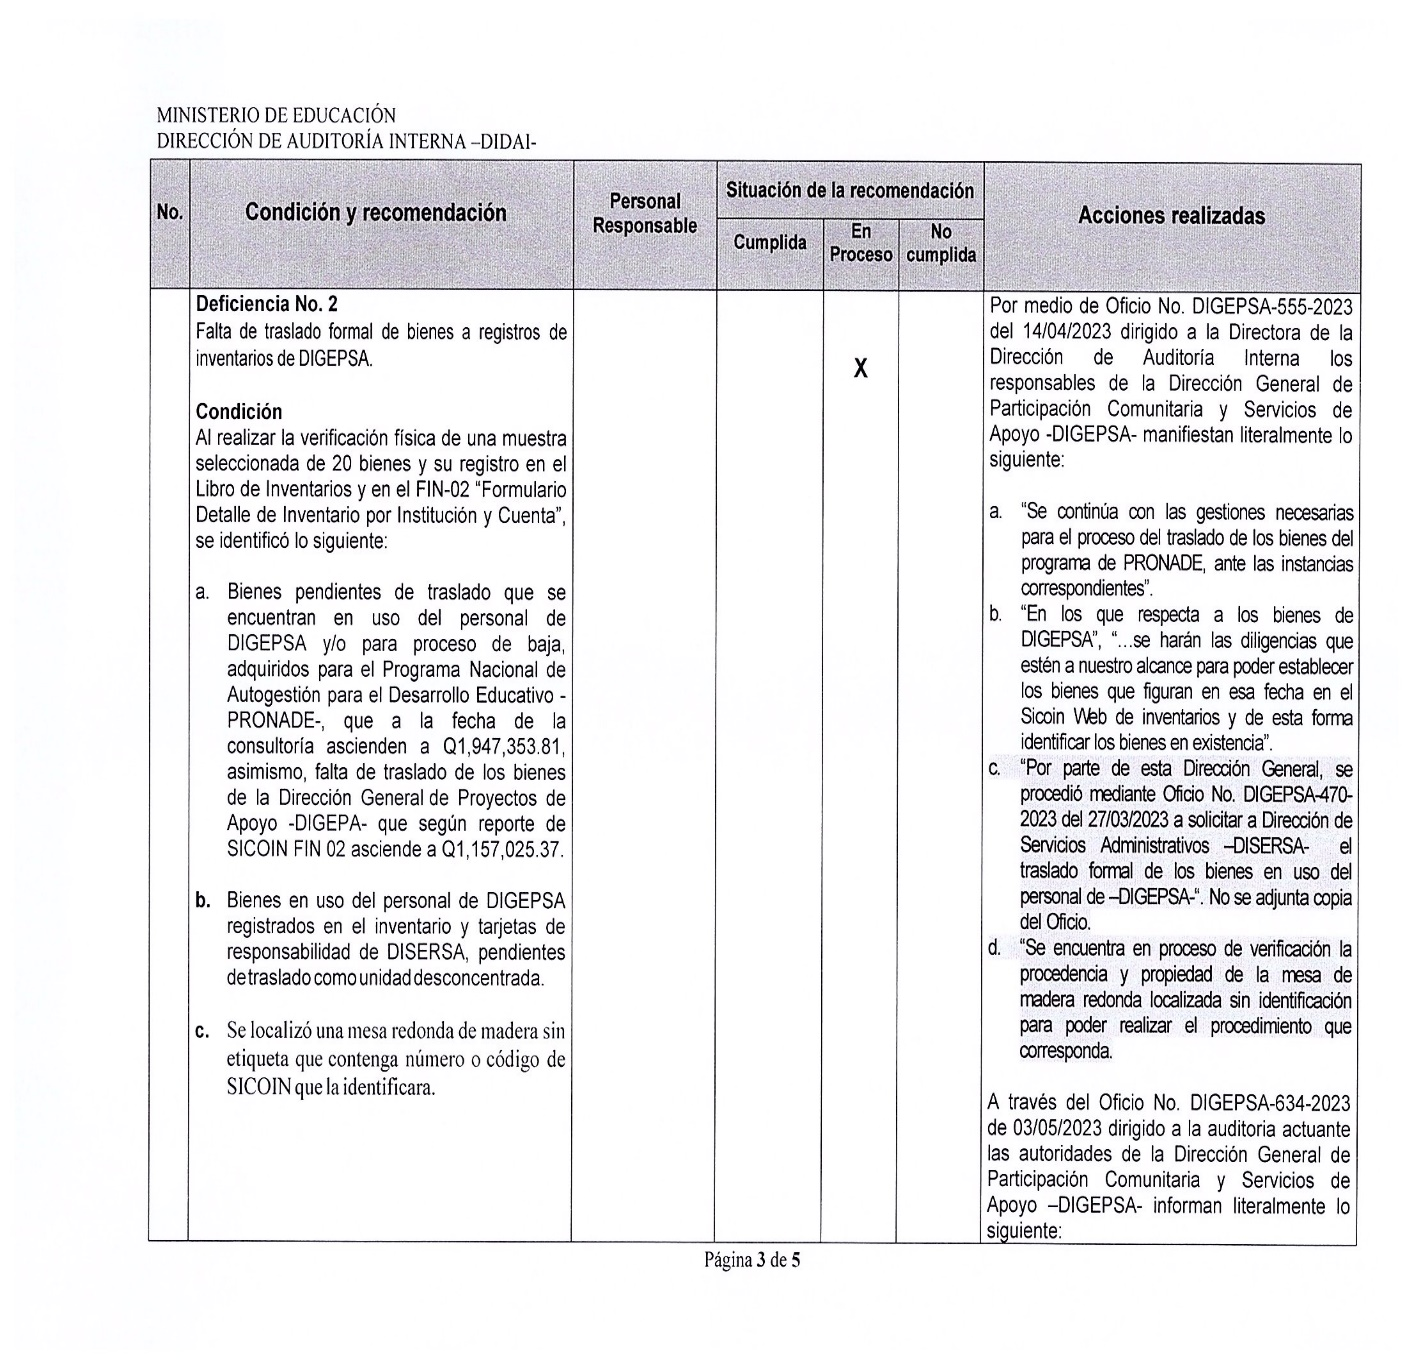 MINISTERIO DE EDUCACIÓN
DIRECCIÓN DE AUDITORÍA INTERNA –DIDAI-
No.
Condición y recomendación
Personal
Responsable
Situación de la recomendación
Cumplida
En
Proceso
No
cumplida
Acciones realizadas
Deficiencia No. 2
Falta de traslado formal de bienes a registros de
inventarios de DIGEPSA.
Condición
Al realizar la verificación física de una muestra
seleccionada de 20 bienes y su registro en el
Libro de Inventarios y en el FIN-02 “Formulario
Detalle de Inventario por Institución y Cuenta”,
se identificó lo siguiente:
a. Bienes pendientes de traslado que se
encuentran en uso del personal de
DIGEPSA y/o para proceso de baja,
adquiridos para el Programa Nacional de
Autogestión para el Desarrollo Educativo -
PRONADE-, que a la fecha de la
consultoría ascienden a Q1,947,353.81,
asimismo, falta de traslado de los bienes
de la Dirección General de Proyectos de
Apoyo -DIGEPA- que según reporte de
SICOIN FIN 02 asciende a Q1,157,025.37.
b. Bienes en uso del personal de DIGEPSA
registrados en el inventario y tarjetas de
responsabilidad de DISERSA, pendientes
de traslado como unidad desconcentrada.
c. Se localizó una mesa redonda de madera sin
etiqueta que contenga número o código de
SICOIN que la identificara.
X
Por medio de Oficio No. DIGEPSA-555-2023
del 14/04/2023 dirigido a la Directora de la
Dirección de Auditoría Interna los
responsables de la Dirección General de
Participación Comunitaria y Servicios de
Apoyo -DIGEPSA- manifiestan literalmente lo
siguiente:
a. “Se continúa con las gestiones necesarias
para el proceso del traslado de los bienes del
programa de PRONADE, ante las instancias
correspondientes”.
b. “En los que respecta a los bienes de
DIGEPSA”, “...se harán las diligencias que
estén a nuestro alcance para poder establecer
los bienes que figuran en esa fecha en el
Sicoin Web de inventarios y de esta forma
identificar los bienes en existencia”.
c. “Por parte de esta Dirección General, se
procedió mediante Oficio No. DIGEPSA-470-
2023 del 27/03/2023 a solicitar a Dirección de
Servicios Administrativos –DISERSA- el
traslado formal de los bienes en uso del
personal de –DIGEPSA-“. No se adjunta copia
del Oficio.
d. “Se encuentra en proceso de verificación la
procedencia y propiedad de la mesa de
madera redonda localizada sin identificación
para poder realizar el procedimiento que
corresponda.
A través del Oficio No. DIGEPSA-634-2023
de 03/05/2023 dirigido a la auditoria actuante
las autoridades de la Dirección General de
Participación Comunitaria y Servicios de
Apoyo –DIGEPSA- informan literalmente lo
siguiente:
Página 3 de 5